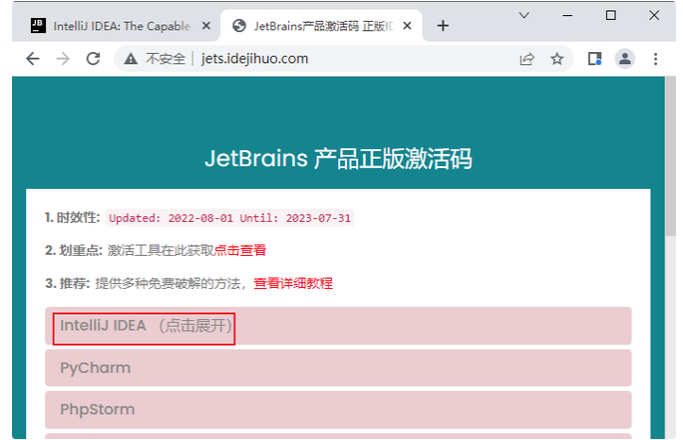 IntelliJ IDEA: The Capable
JetBrains产品激活码 正版ID
不安全 jets.idejihuo.com
JetBrains 产品正版激活码
1. 时效性: Updated: 2022-08-01 Until: 2023-07-31
2. 划重点: 激活工具在此获取点击查看
3. 推荐: 提供多种免费破解的方法，查看详细教程
IntelliJ IDEA （点击展开）
PyCharm
PhpStorm